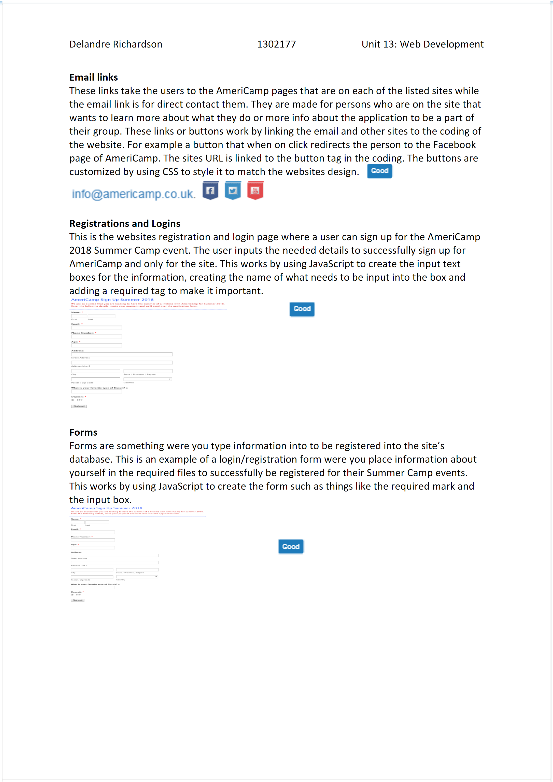 Delandre Richardson 1302177 Unit 13: Web Development
Email links
These links take the users to the AmeriCamp pages that are on each of the listed sites while
the email link is for direct contact them. They are made for persons who are on the site that
wants to learn more about what they do or more info about the application to be a part of
their group. These links or buttons work by linking the email and other sites to the coding of
the website. For example a button that when on click redirects the person to the Facebook
page of AmeriCamp. The sites URL is linked to the button tag in the coding. The buttons are
customized by using CSS to style it to match the websites design. Good
info@americamp.co.uk.
Registrations and Logins
This is the websites registration and login page where a user can sign up for the AmeriCamp
2018 Summer Camp event. The user inputs the needed details to successfully sign up for
AmeriCamp and only for the site. This works by using JavaScript to create the input text
boxes for the information, creating the name of what needs to be input into the box and
adding a required tag to make it important.
AmeriCamp Sign up Summer 2018
Good
Forms
Forms are something were you type information into to be registered into the site's
database. This is an example of a login/registration form were you place information about
yourself in the required files to successfully be registered for their Summer Camp events.
This works by using JavaScript to create the form such as things like the required mark and
the input box.
AmeriCamp Sign up Summer 2018
Good